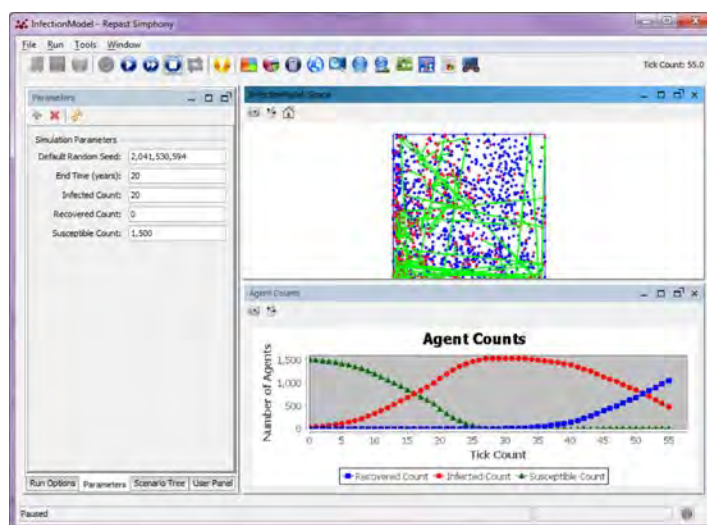 InfectionModel - Repast Simphony
File Run Tools Window
Tick Count: 55.0
Parameters
Simulation Parameters
Default Random Seed: 2,041,530,594
End Time (years): 20
Infected Count: 20
Recovered Count: 0
Susceptible Count: 1,500
Run Options Parameters Scenario Tree User Panel
InfectionModel Space
Agent Counts
Agent Counts
Number of Agents
1,500
1,000
500
0
0 5 10 15 20 25 30 35 40 45 50 55
Tick Count
Recovered Count Infected Count Susceptible Count
Paused